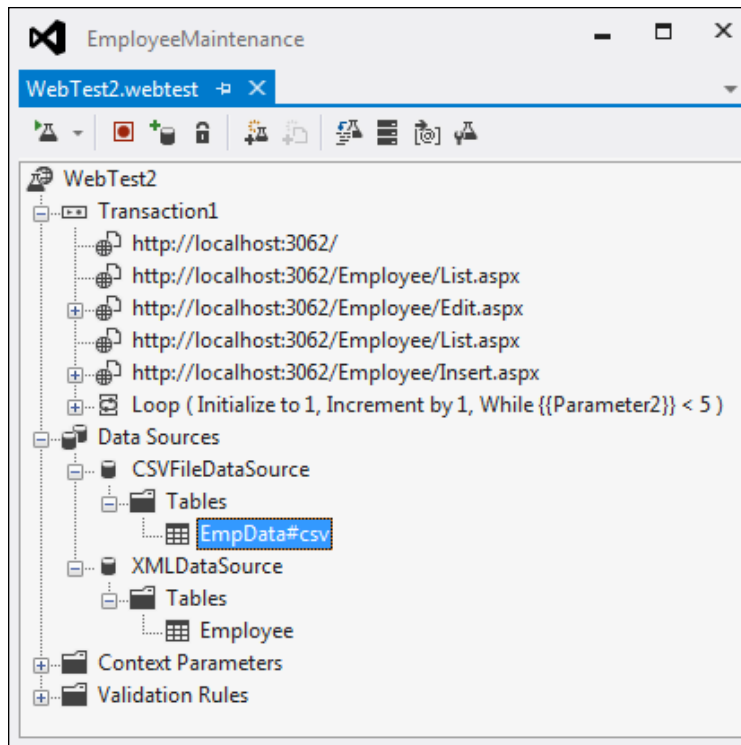 EmployeeMaintenance
WebTest2.webtest
WebTest2
Transaction1
http://localhost:3062/
http://localhost:3062/Employee/List.aspx
http://localhost:3062/Employee/Edit.aspx
http://localhost:3062/Employee/List.aspx
http://localhost:3062/Employee/Insert.aspx
Loop ( Initialize to 1, Increment by 1, While {{Parameter2}} < 5 )
Data Sources
CSVFileDataSource
Tables
EmpData#csv
XMLDataSource
Tables
Employee
Context Parameters
Validation Rules